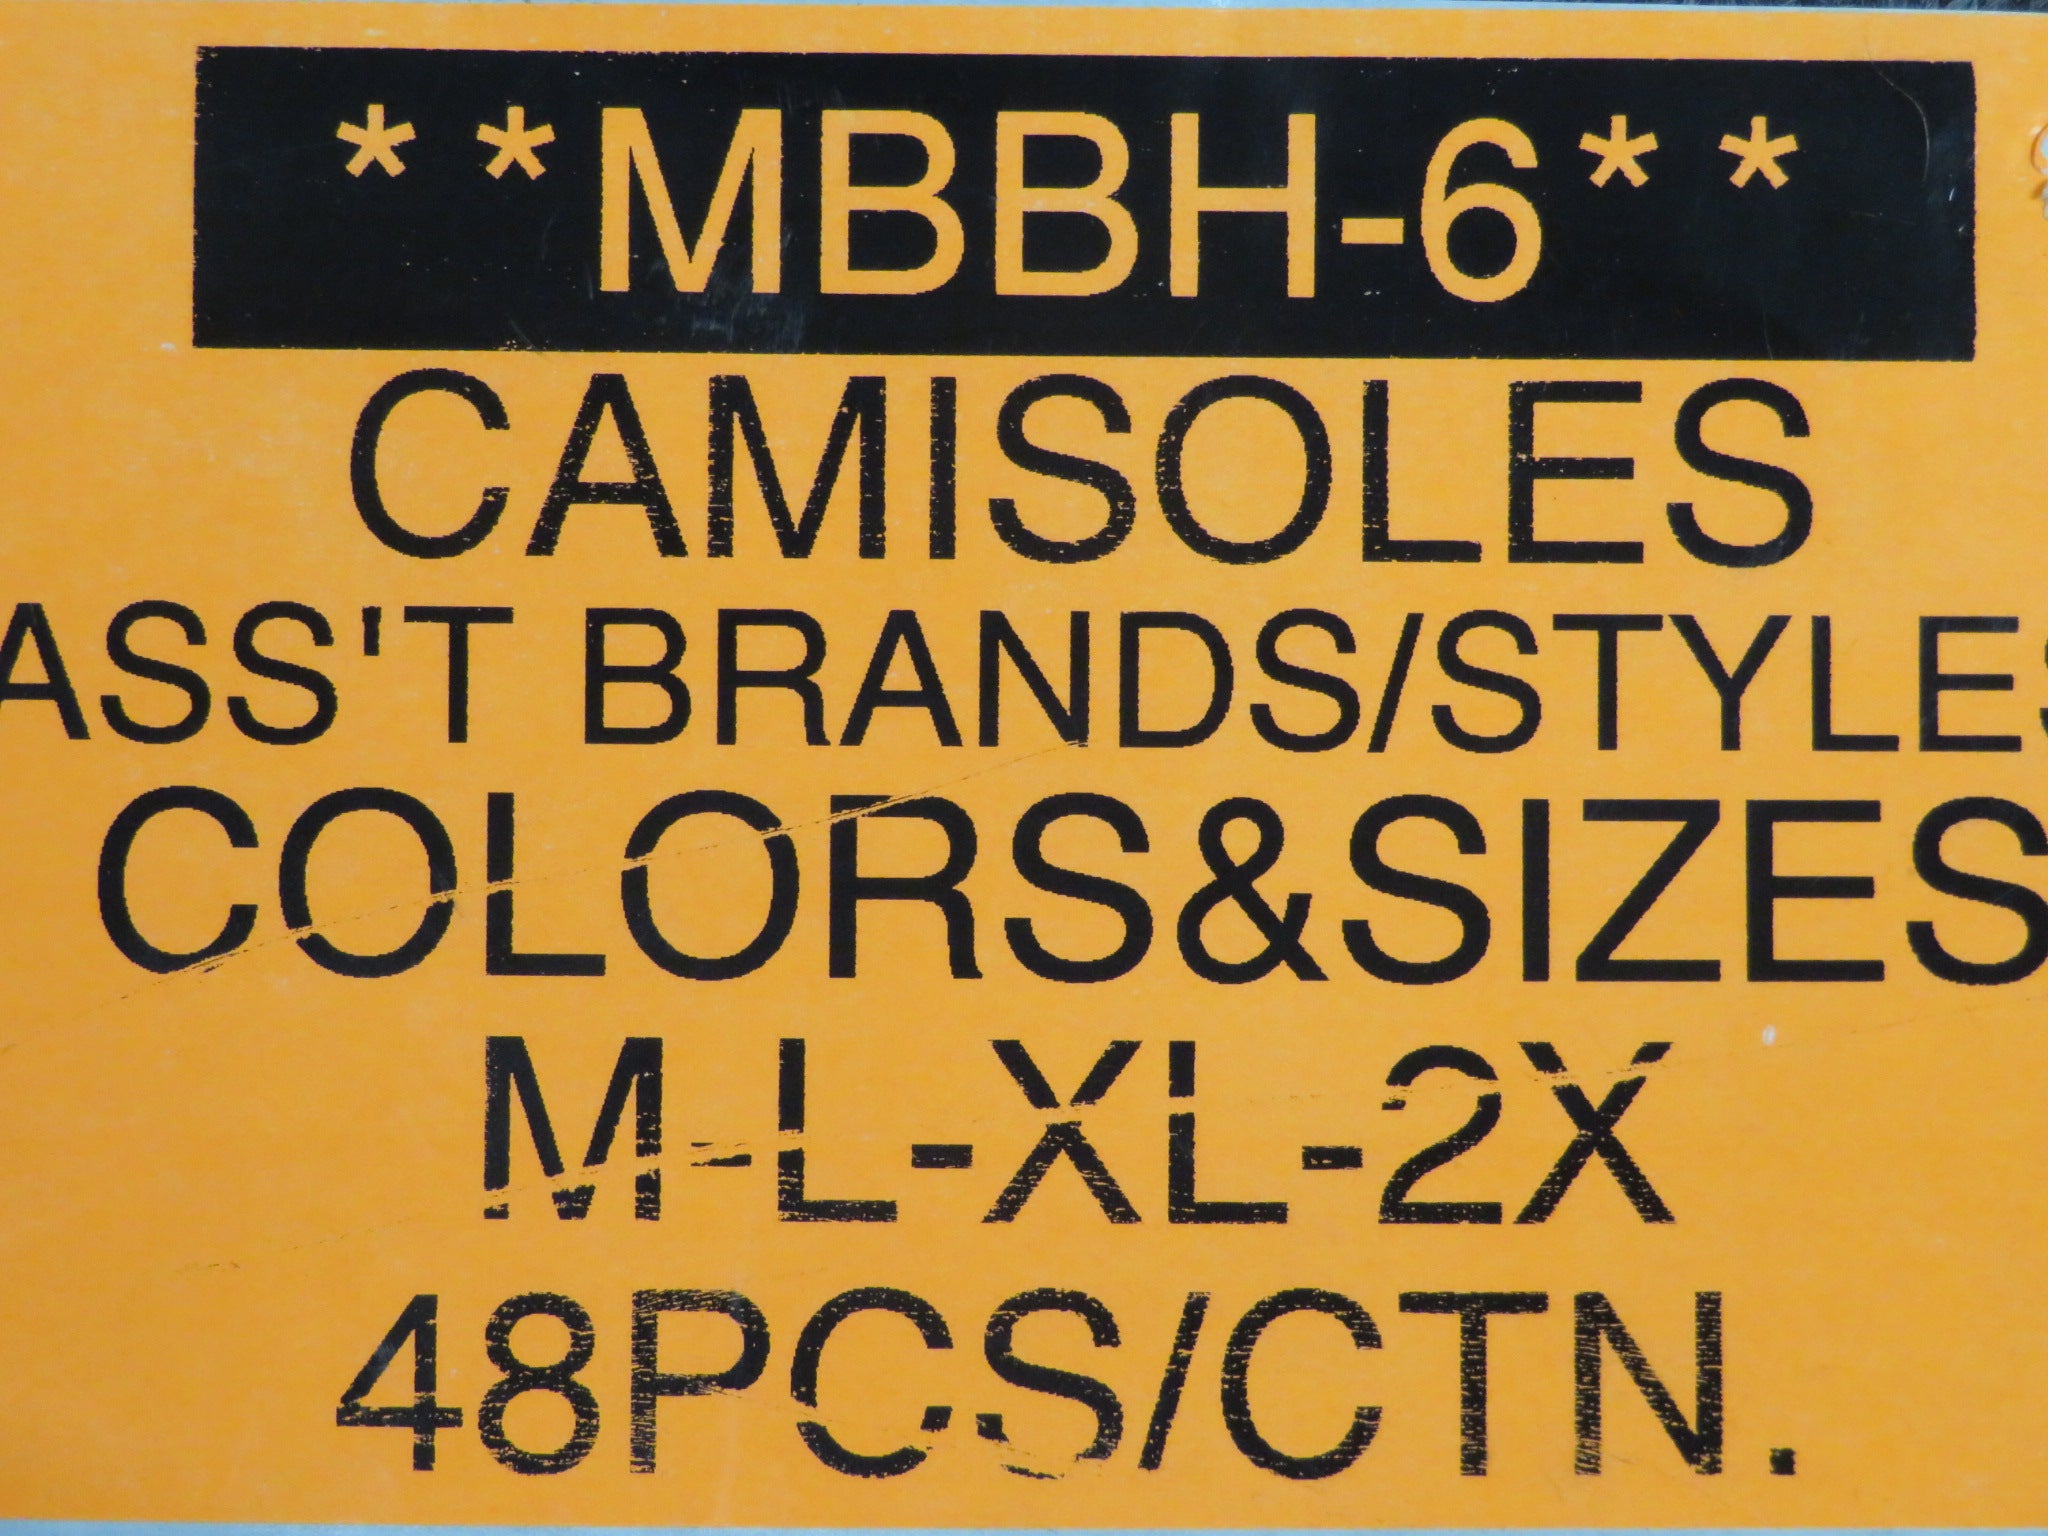 **MBBH-6**
CAMISOLES
ASS'T BRANDS/STYLES
COLORS&SIZES
M-L-XL-2X
48PCS/CTN.